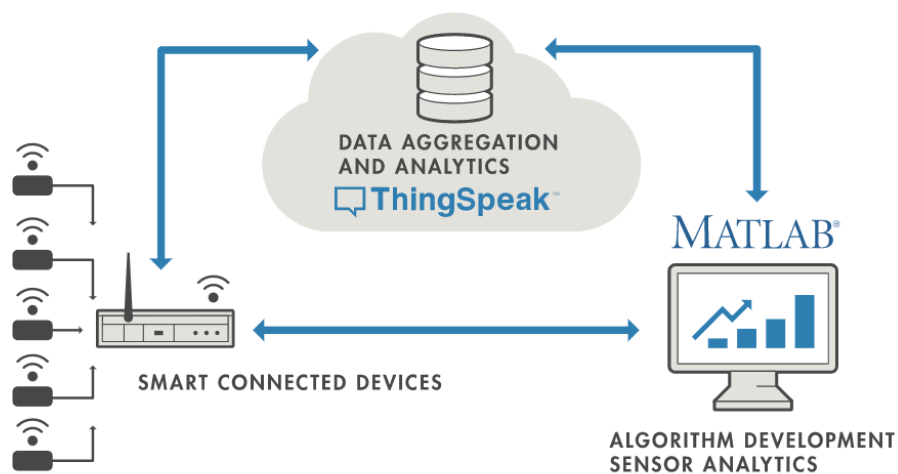 DATA AGGREGATION
AND ANALYTICS
ThingSpeak™
MATLAB®
SMART CONNECTED DEVICES
ALGORITHM DEVELOPMENT
SENSOR ANALYTICS